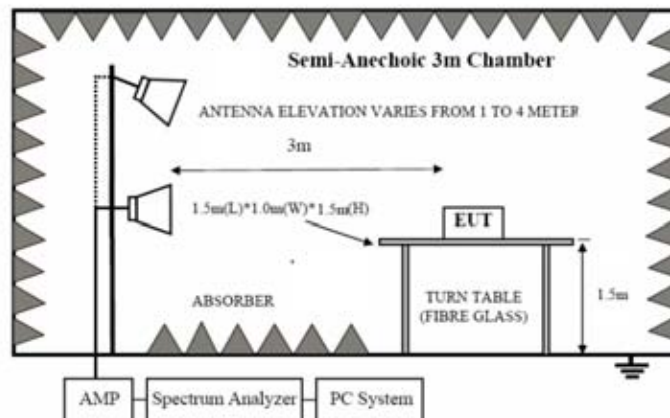 Semi-Anechoic 3m Chamber
ANTENNA ELEVATION VARIES FROM 1 TO 4 METER
3m
1.5m(L)*1.0m(W)*1.5m(H)
EUT
ABSORBER
TURN TABLE
(FIBRE GLASS)
1.5m
AMP
Spectrum Analyzer
PC System